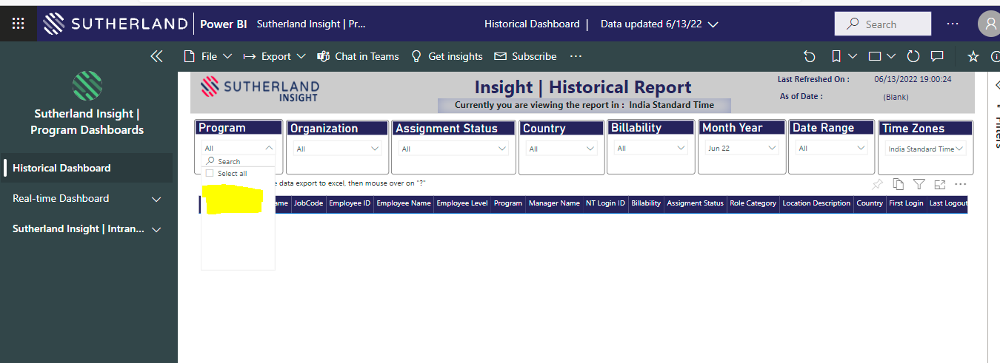 SUTHERLAND Power BI Sutherland Insight | Pr... Historical Dashboard | Data updated 6/13/22 Search ...
File Export Chat in Teams Get insights Subscribe ...
Sutherland Insight |
Program Dashboards
Historical Dashboard
Real-time Dashboard
Sutherland Insight | Intran...
SUTHERLAND
INSIGHT
Insight | Historical Report
Currently you are viewing the report in : India Standard Time
Last Refreshed On : 06/13/2022 19:00:24
As of Date : (Blank)
Filters
Program Organization Assignment Status Country Billability Month Year Date Range Time Zones
All All All All All Jun 22 All India Standard Time
Search
Select all
e data export to excel, then mouse over on "?"
ame JobCode Employee ID Employee Name Employee Level Program Manager Name NT Login ID Billability Assigment Status Role Category Location Description Country First Login Last Logout